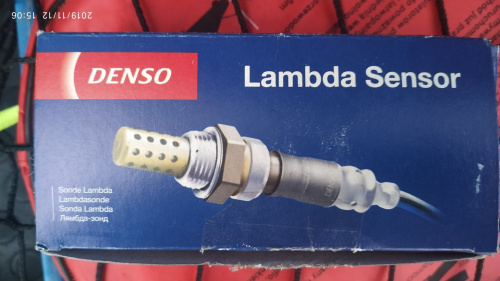 2019/11/12 15:06
DENSO
Lambda Sensor
Sonde Lambda
Lambdasonde
Sonda Lambda
Лямбда-зонд